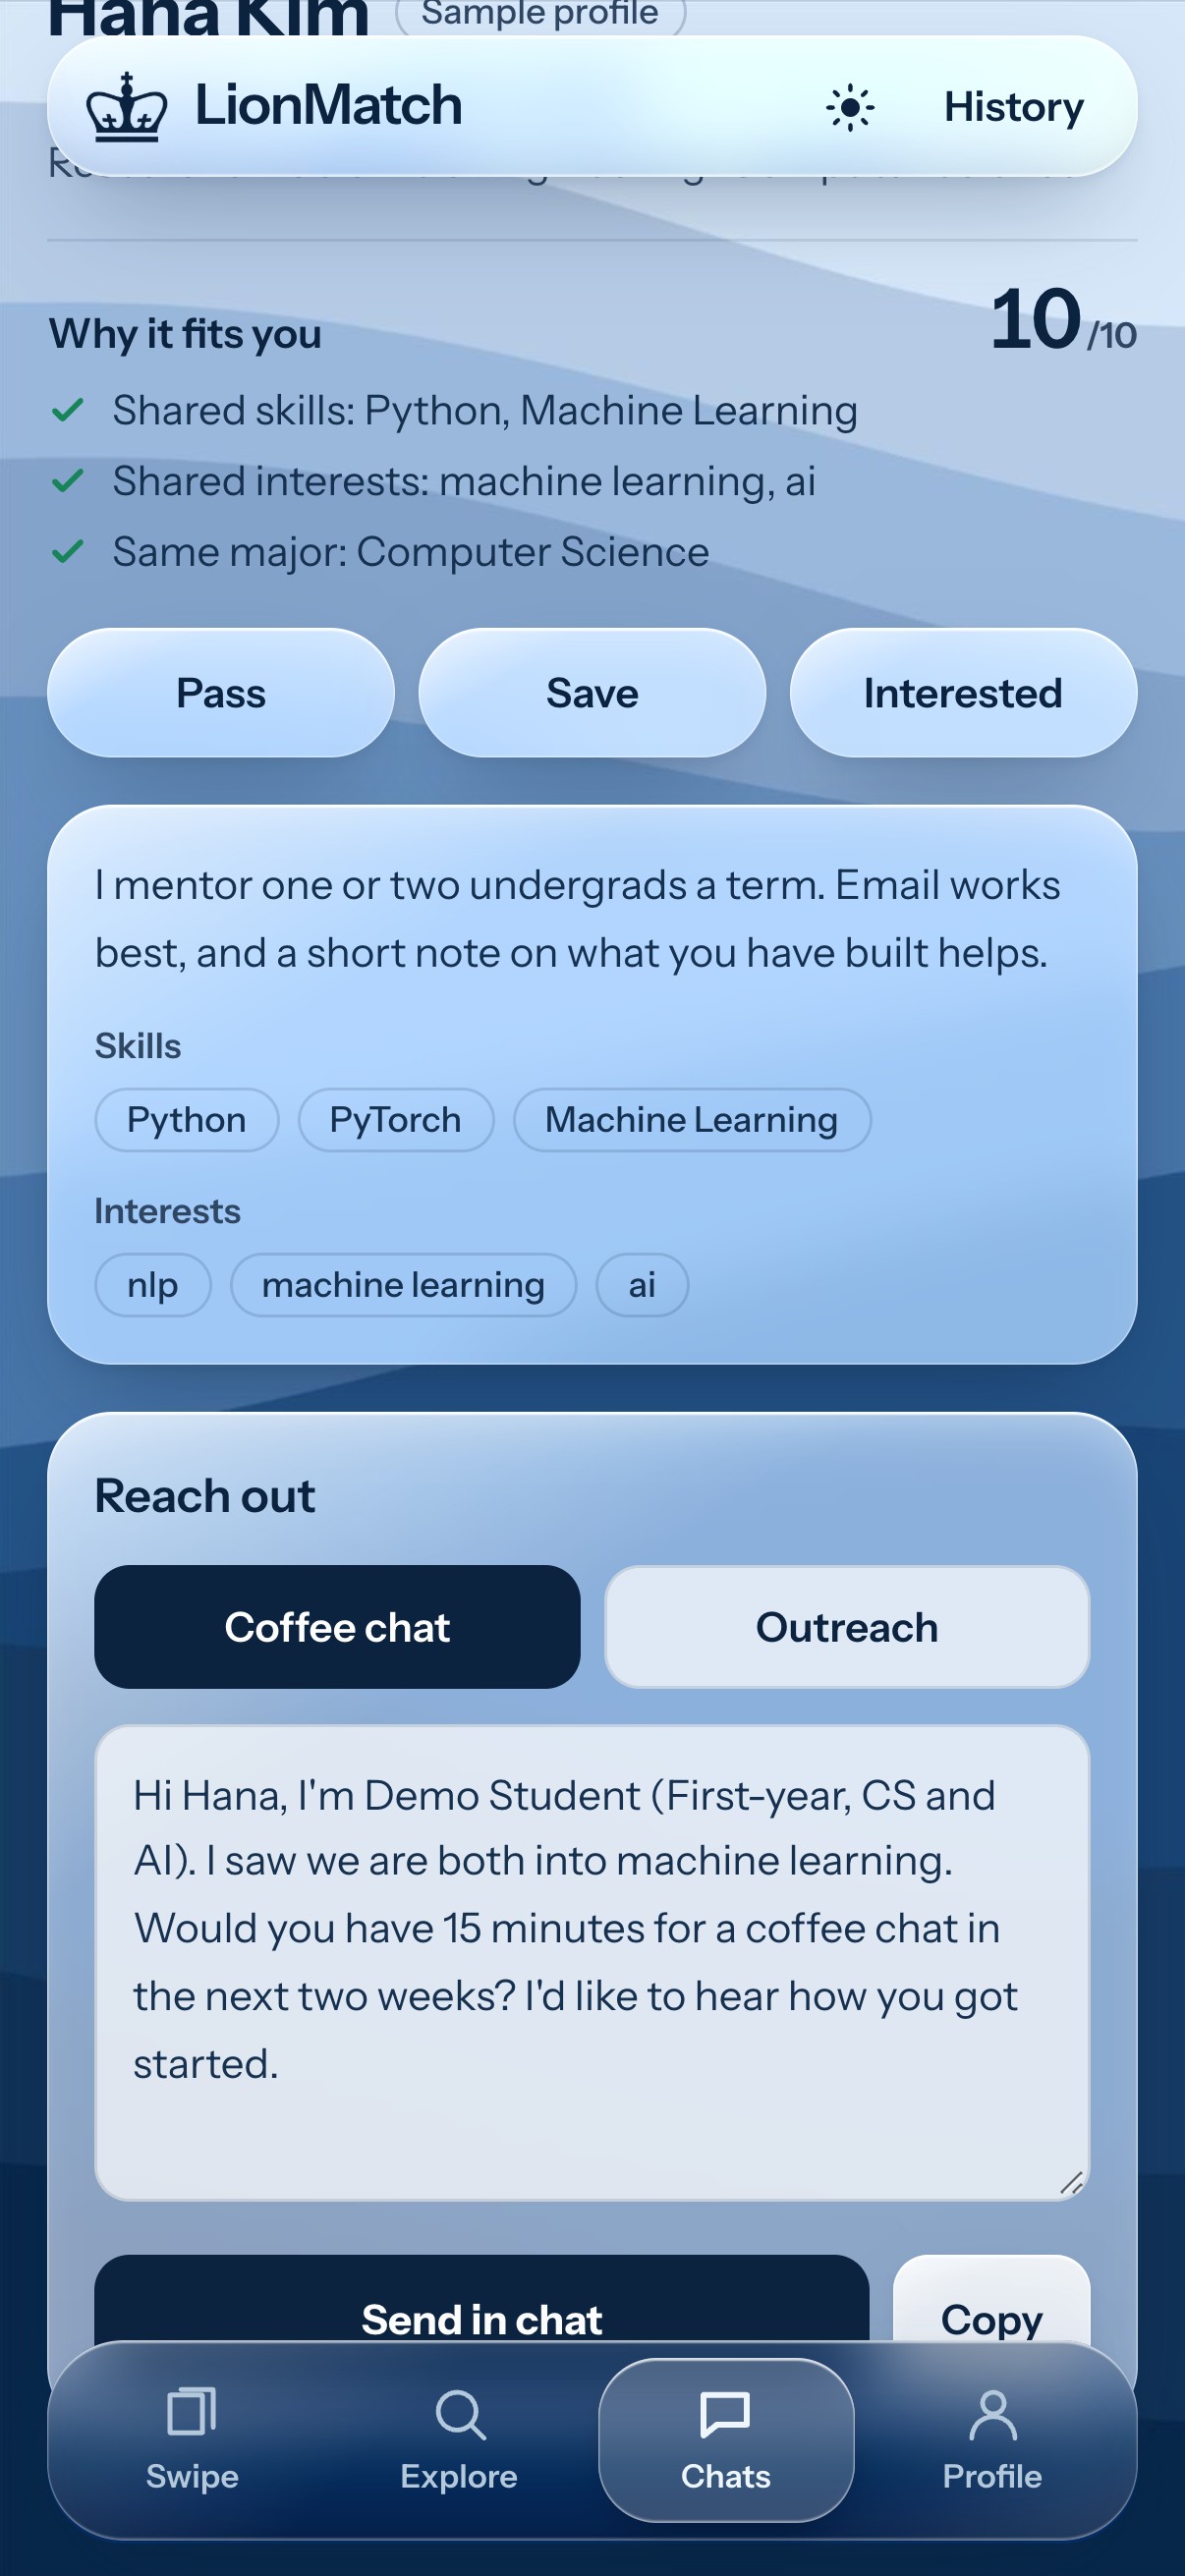 Hana Kim
Sample profile
LionMatch
History
Why it fits you
10/10
Shared skills: Python, Machine Learning
Shared interests: machine learning, ai
Same major: Computer Science
Pass
Save
Interested
I mentor one or two undergrads a term. Email works
best, and a short note on what you have built helps.
Skills
Python
PyTorch
Machine Learning
Interests
nlp
machine learning
ai
Reach out
Coffee chat
Outreach
Hi Hana, I'm Demo Student (First-year, CS and
AI). I saw we are both into machine learning.
Would you have 15 minutes for a coffee chat in
the next two weeks? I'd like to hear how you got
started.
Send in chat
Copy
Swipe
Explore
Chats
Profile